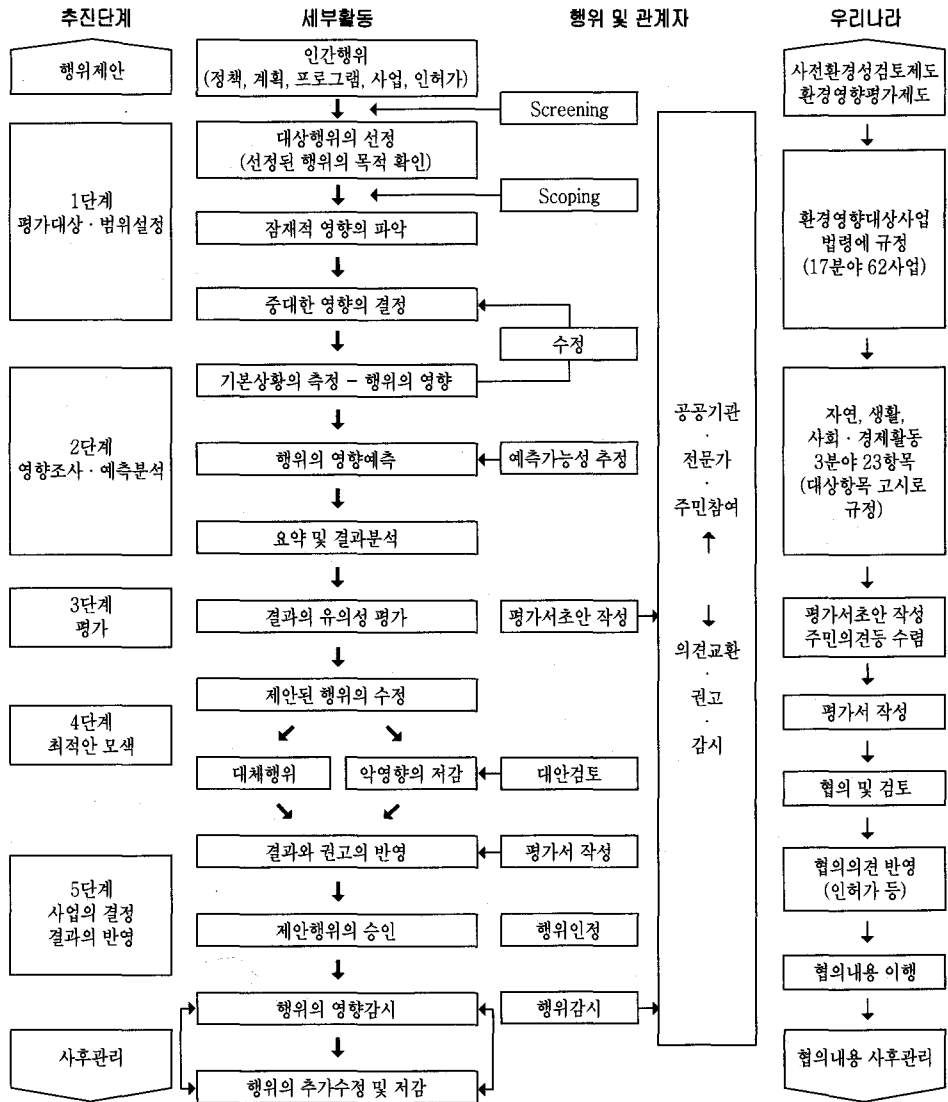 추진단계
세부활동
행위 및 관계자
우리나라
행위제안
인간행위
(정책, 계획, 프로그램, 사업, 인허가)
사전환경성검토제도
환경영향평가제도
Screening
대상행위의 선정
(선정된 행위의 목적 확인)
1단계
평가대상 · 범위설정
Scoping
잠재적 영향의 파악
환경영향대상사업
법령에 규정
(17분야 62사업)
중대한 영향의 결정
수정
기본상황의 측정 - 행위의 영향
2단계
영향조사 · 예측분석
행위의 영향예측
예측가능성 추정
요약 및 결과분석
공공기관
·
전문가
·
주민참여
↑
↓
의견교환
·
권고
·
감시
자연, 생활,
사회 · 경제활동
3분야 23항목
(대상항목 고시로
규정)
3단계
평가
결과의 유의성 평가
평가서초안 작성
평가서초안 작성
주민의견등 수렴
제안된 행위의 수정
4단계
최적안 모색
평가서 작성
대체행위
악영향의 저감
대안검토
협의 및 검토
결과와 권고의 반영
평가서 작성
5단계
사업의 결정
결과의 반영
협의의견 반영
(인허가 등)
제안행위의 승인
행위인정
협의내용 이행
행위의 영향감시
행위감시
사후관리
협의내용 사후관리
행위의 추가수정 및 저감